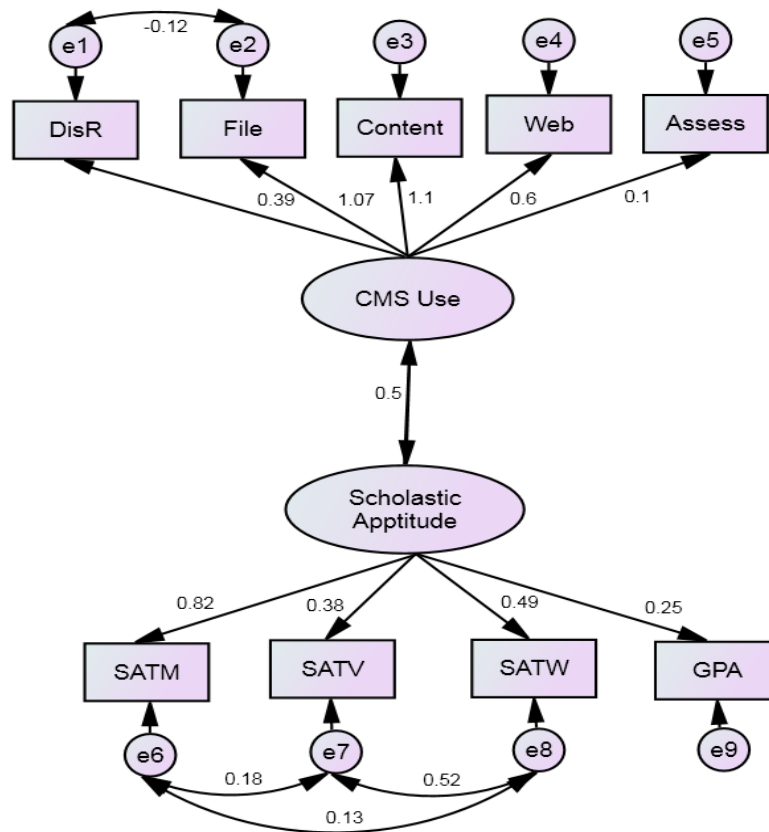 -0.12
e1
e2
e3
e4
e5
DisR
File
Content
Web
Assess
0.39
1.07
1.1
0.6
0.1
CMS Use
0.5
Scholastic
Apptitude
0.82
0.38
0.49
0.25
SATM
SATV
SATW
GPA
e6
e7
e8
e9
0.18
0.52
0.13